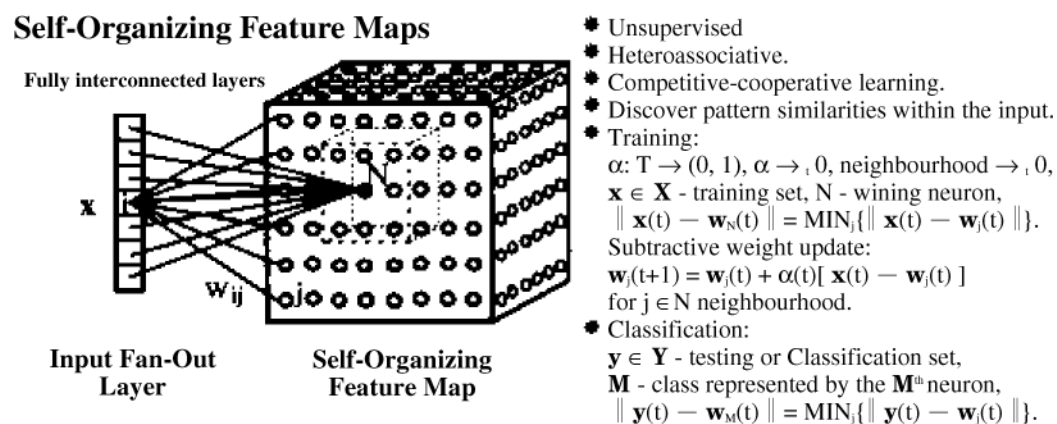 Self-Organizing Feature Maps
Fully interconnected layers
N
x
i
w ij
j
Input Fan-Out
Layer
Self-Organizing
Feature Map
* Unsupervised
* Heteroassociative.
* Competitive-cooperative learning.
* Discover pattern similarities within the input.
* Training:
α: T → (0, 1), α → t 0, neighbourhood → t 0,
x ∈ X - training set, N - wining neuron,
‖ x(t) − wN(t) ‖ = MINj{‖ x(t) − wj(t) ‖}.
Subtractive weight update:
wj(t+1) = wj(t) + α(t)[ x(t) − wj(t) ]
for j ∈ N neighbourhood.
* Classification:
y ∈ Y - testing or Classification set,
M - class represented by the Mth neuron,
‖ y(t) − wM(t) ‖ = MINj{‖ y(t) − wj(t) ‖}.